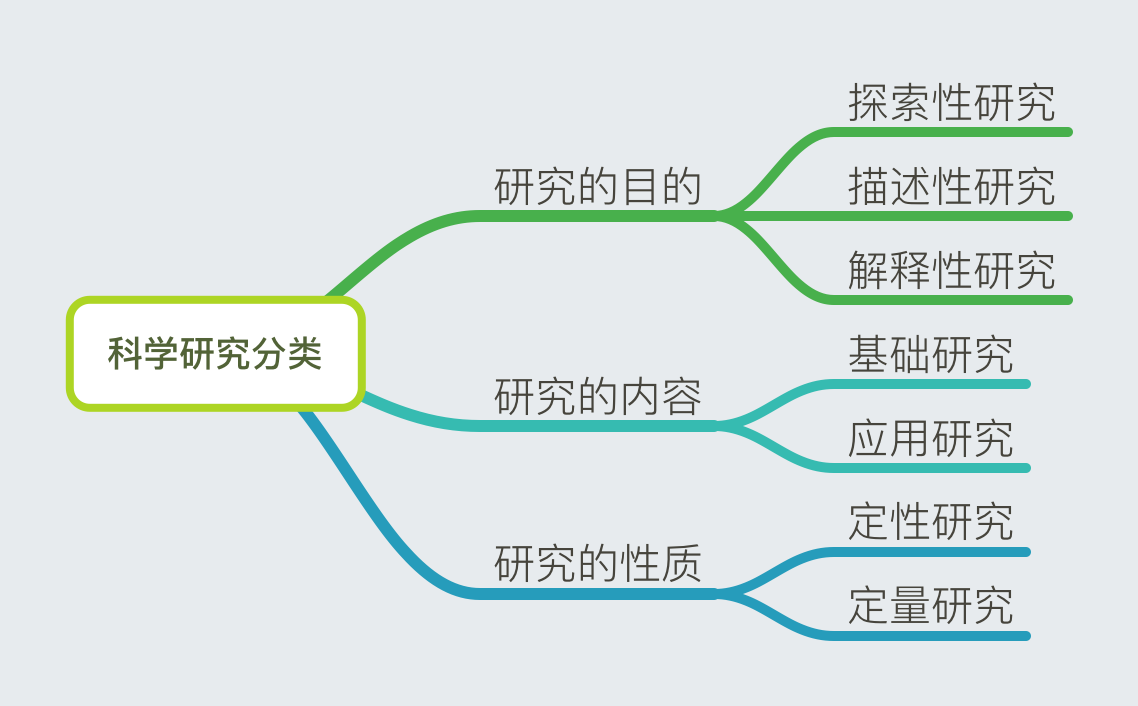 科学研究分类
研究的目的
探索性研究
描述性研究
解释性研究
研究的内容
基础研究
应用研究
研究的性质
定性研究
定量研究